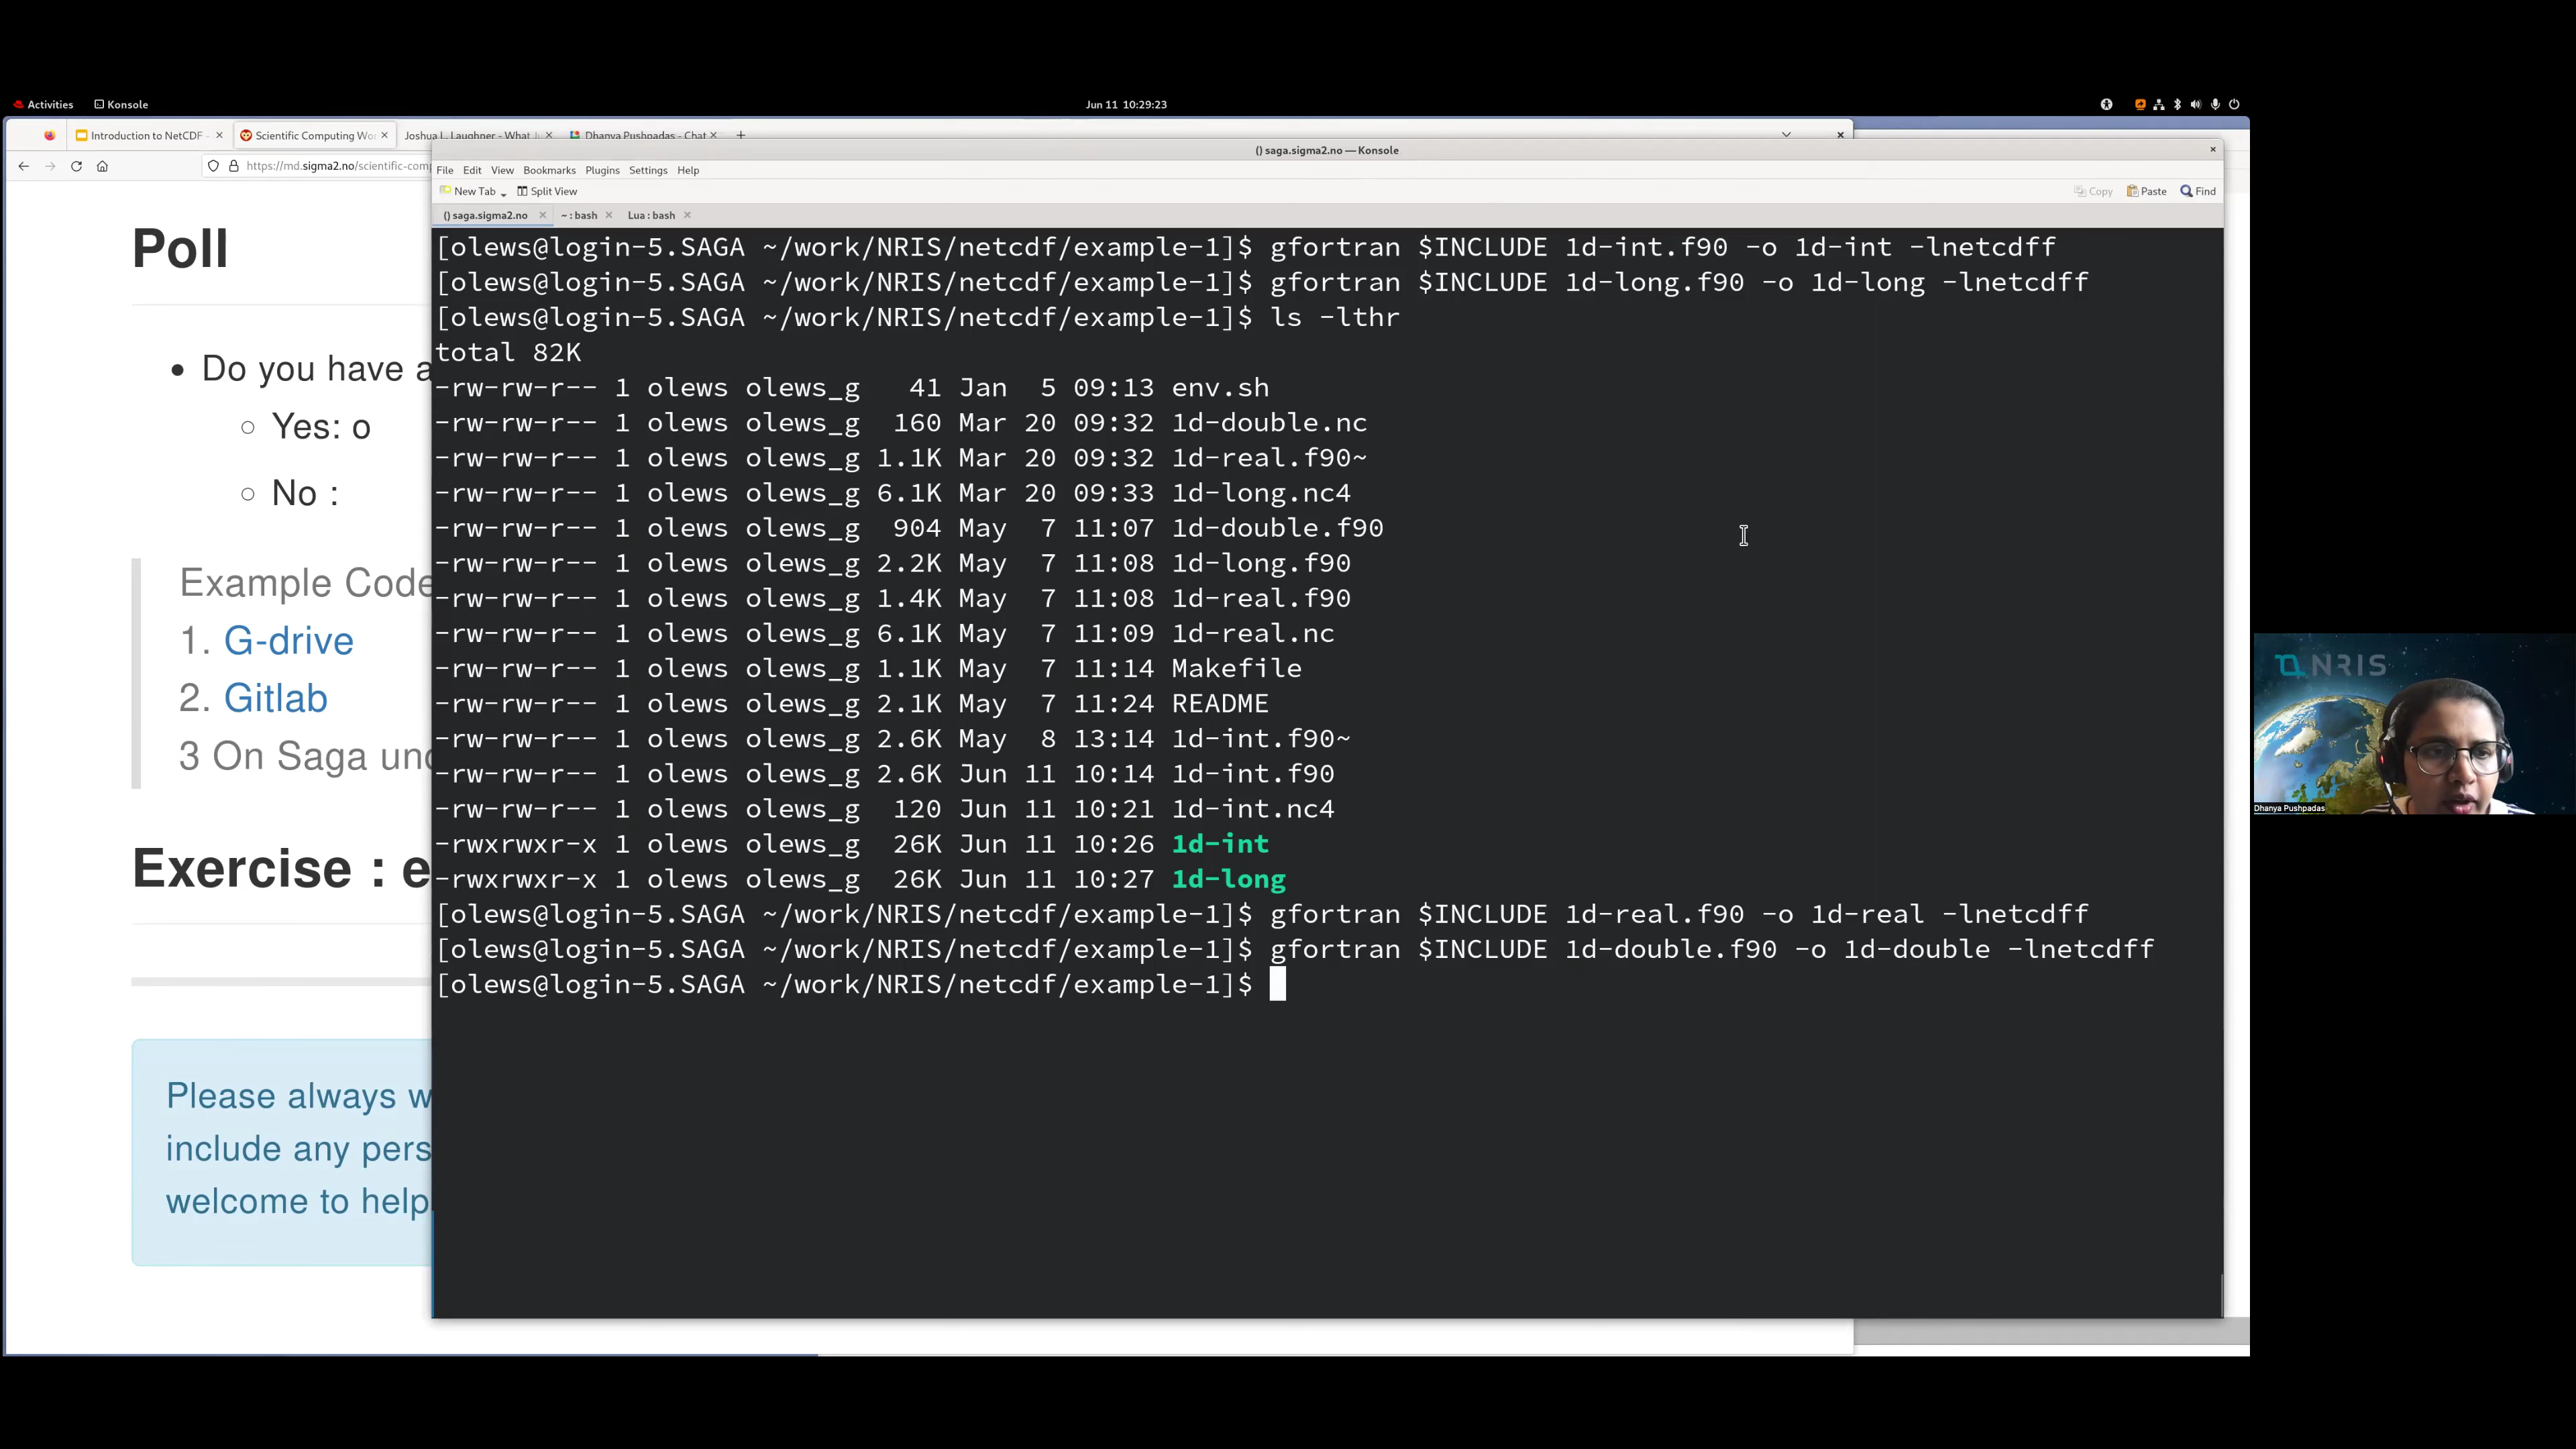 Activities Konsole Jun 11 10:29:23
Introduction to NetCDF - Scientific Computing Wor Joshua L. Laughner - What Dhanya Pushpadas - Chat
https://md.sigma2.no/scientific-comp
() saga.sigma2.no — Konsole
File Edit View Bookmarks Plugins Settings Help
New Tab Split View Copy Paste Find
() saga.sigma2.no ~ : bash Lua : bash
Poll
Do you have a
Yes: o
No :
Example Code
1. G-drive
2. Gitlab
3 On Saga und
Exercise : e
Please always w
include any pers
welcome to help
[olews@login-5.SAGA ~/work/NRIS/netcdf/example-1]$ gfortran $INCLUDE 1d-int.f90 -o 1d-int -lnetcdff
[olews@login-5.SAGA ~/work/NRIS/netcdf/example-1]$ gfortran $INCLUDE 1d-long.f90 -o 1d-long -lnetcdff
[olews@login-5.SAGA ~/work/NRIS/netcdf/example-1]$ ls -lthr
total 82K
-rw-rw-r-- 1 olews olews_g 41 Jan 5 09:13 env.sh
-rw-rw-r-- 1 olews olews_g 160 Mar 20 09:32 1d-double.nc
-rw-rw-r-- 1 olews olews_g 1.1K Mar 20 09:32 1d-real.f90~
-rw-rw-r-- 1 olews olews_g 6.1K Mar 20 09:33 1d-long.nc4
-rw-rw-r-- 1 olews olews_g 904 May 7 11:07 1d-double.f90
-rw-rw-r-- 1 olews olews_g 2.2K May 7 11:08 1d-long.f90
-rw-rw-r-- 1 olews olews_g 1.4K May 7 11:08 1d-real.f90
-rw-rw-r-- 1 olews olews_g 6.1K May 7 11:09 1d-real.nc
-rw-rw-r-- 1 olews olews_g 1.1K May 7 11:14 Makefile
-rw-rw-r-- 1 olews olews_g 2.1K May 7 11:24 README
-rw-rw-r-- 1 olews olews_g 2.6K May 8 13:14 1d-int.f90~
-rw-rw-r-- 1 olews olews_g 2.6K Jun 11 10:14 1d-int.f90
-rw-rw-r-- 1 olews olews_g 120 Jun 11 10:21 1d-int.nc4
-rwxrwxr-x 1 olews olews_g 26K Jun 11 10:26 1d-int
-rwxrwxr-x 1 olews olews_g 26K Jun 11 10:27 1d-long
[olews@login-5.SAGA ~/work/NRIS/netcdf/example-1]$ gfortran $INCLUDE 1d-real.f90 -o 1d-real -lnetcdff
[olews@login-5.SAGA ~/work/NRIS/netcdf/example-1]$ gfortran $INCLUDE 1d-double.f90 -o 1d-double -lnetcdff
[olews@login-5.SAGA ~/work/NRIS/netcdf/example-1]$
NRIS
Dhanya Pushpadas